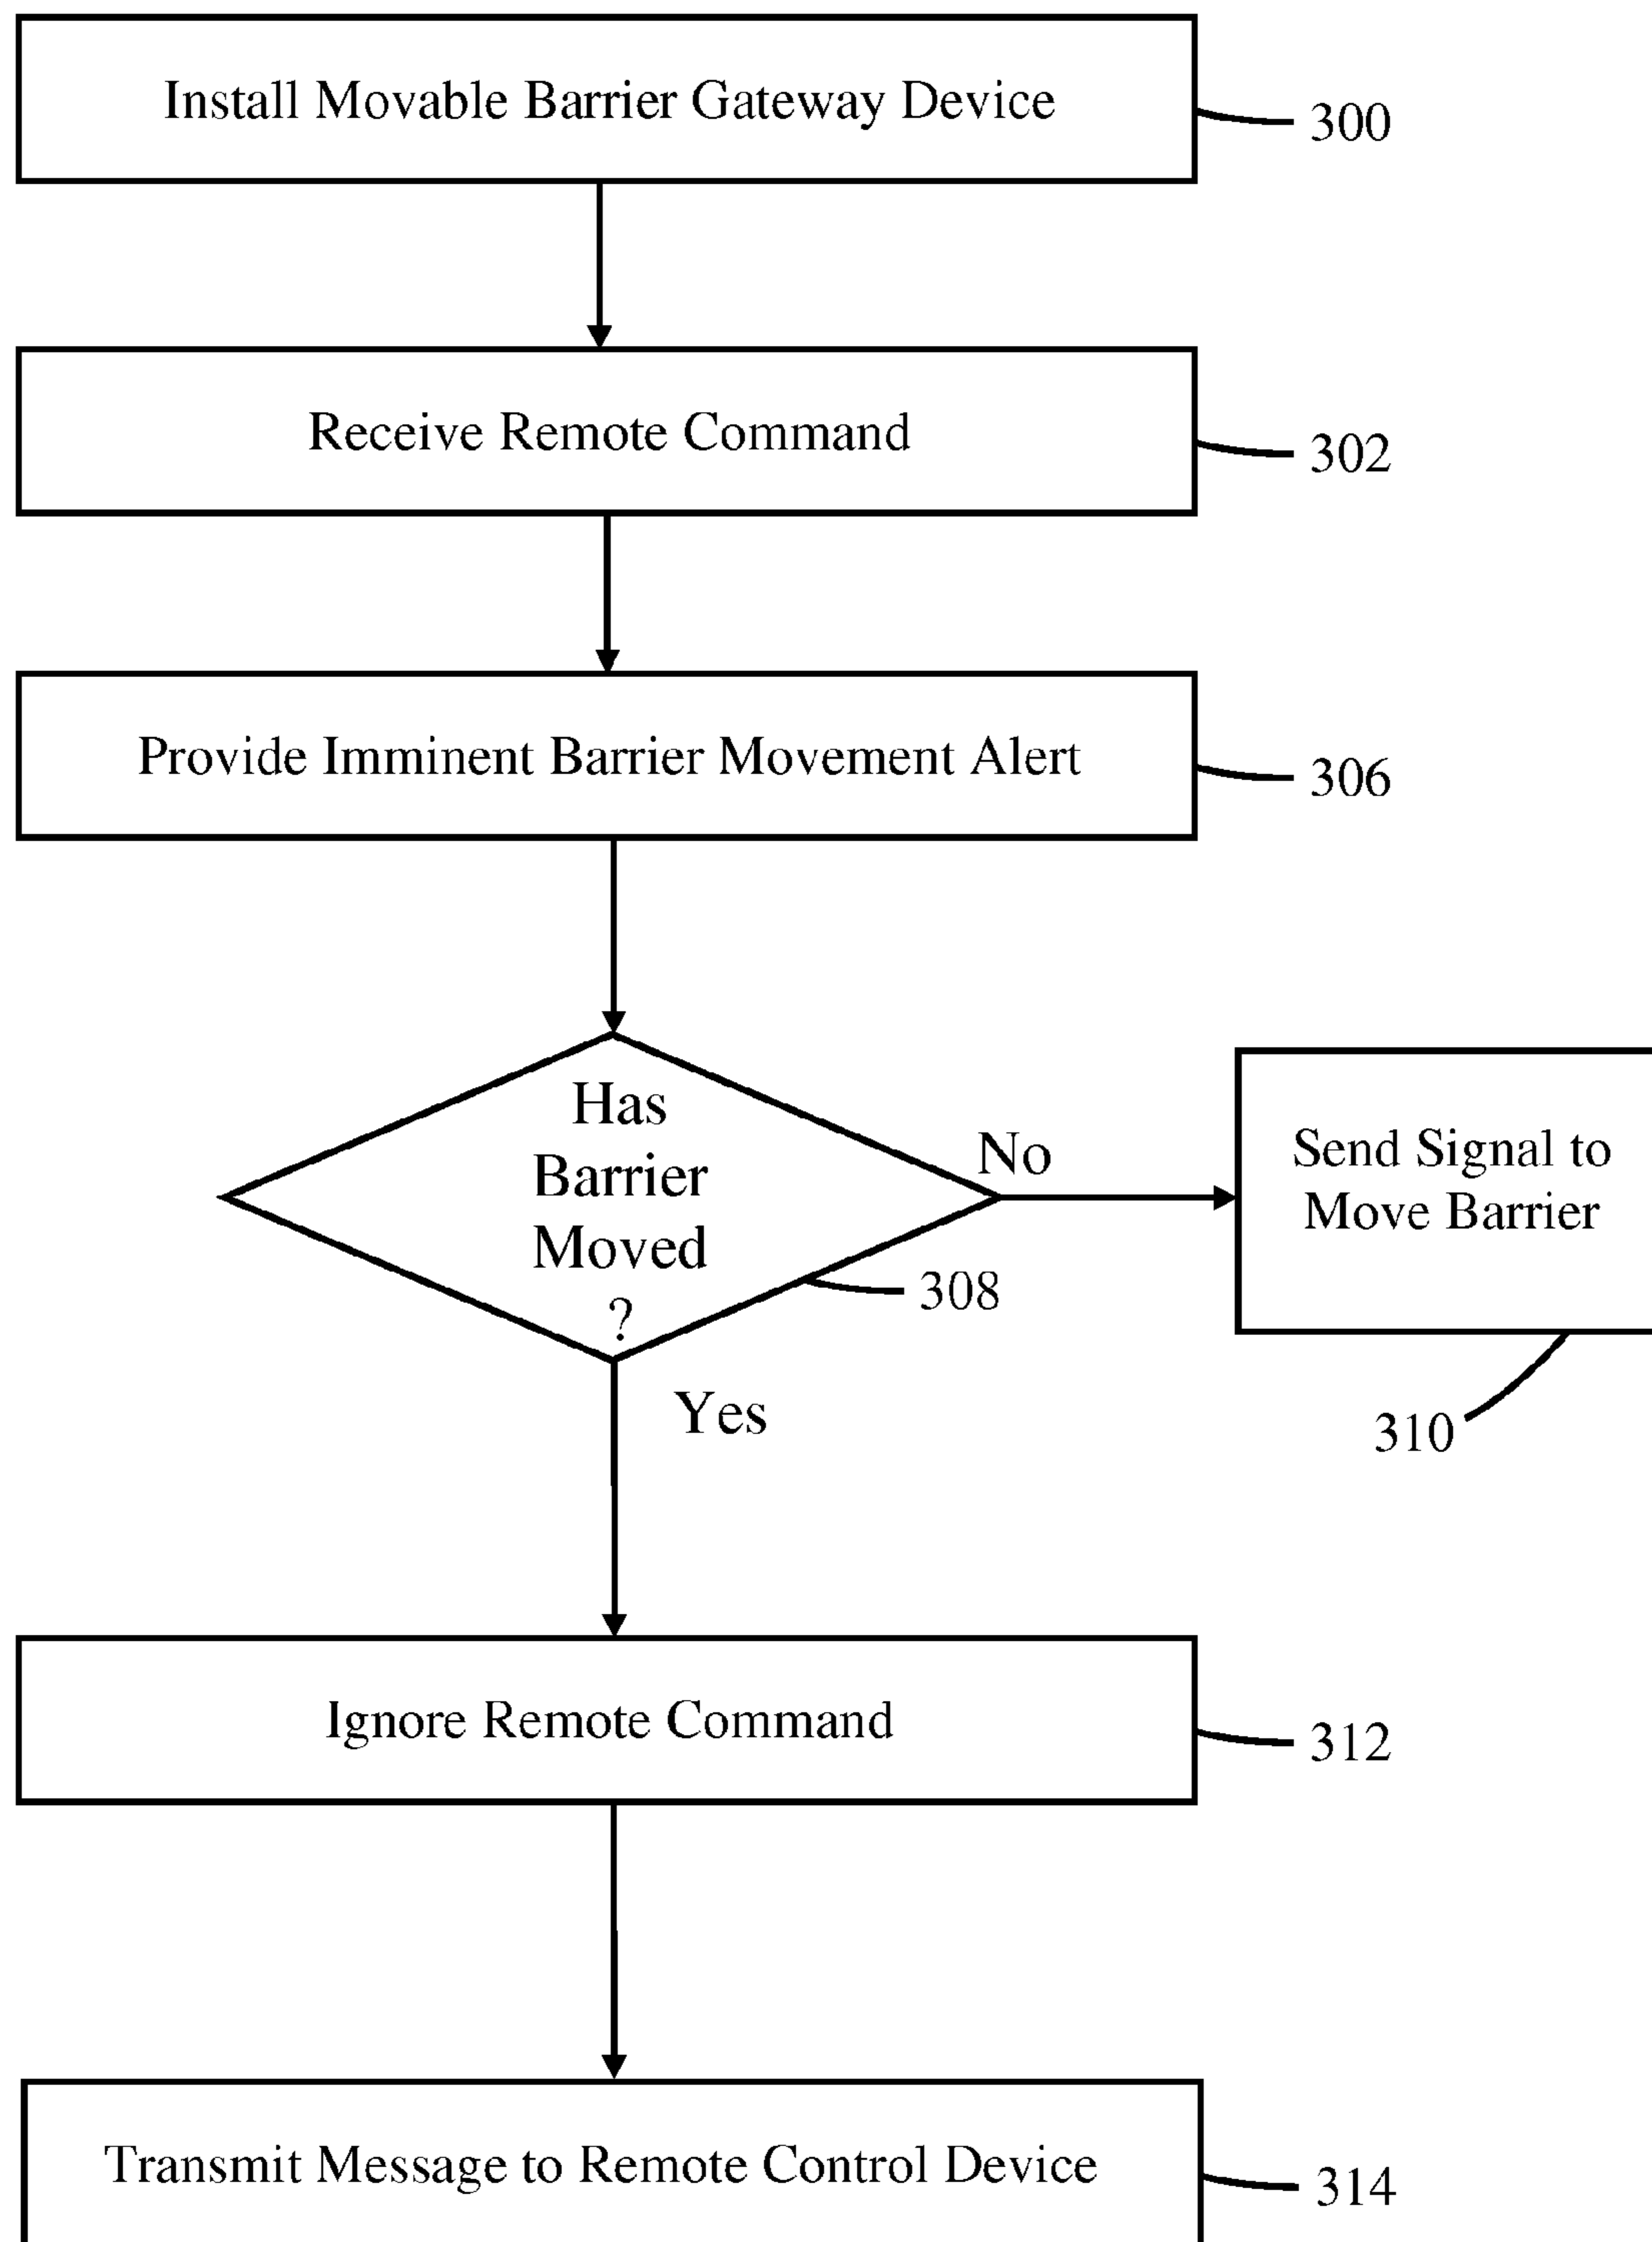 Install Movable Barrier Gateway Device
300
Receive Remote Command
302
Provide Imminent Barrier Movement Alert
306
Has
Barrier
Moved
?
No
308
Send Signal to
Move Barrier
310
Yes
Ignore Remote Command
312
Transmit Message to Remote Control Device
314